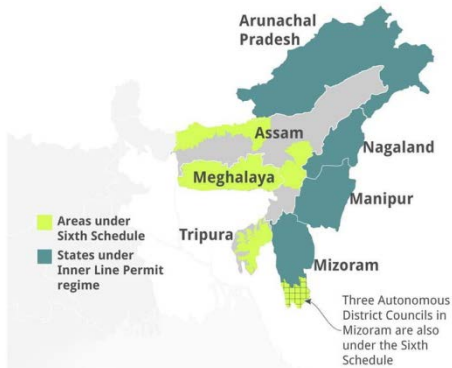 Arunachal
Pradesh
Assam
Nagaland
Meghalaya
Manipur
Areas under
Sixth Schedule
States under
Inner Line Permit
regime
Tripura
Mizoram
Three Autonomous
District Councils in
Mizoram are also
under the Sixth
Schedule